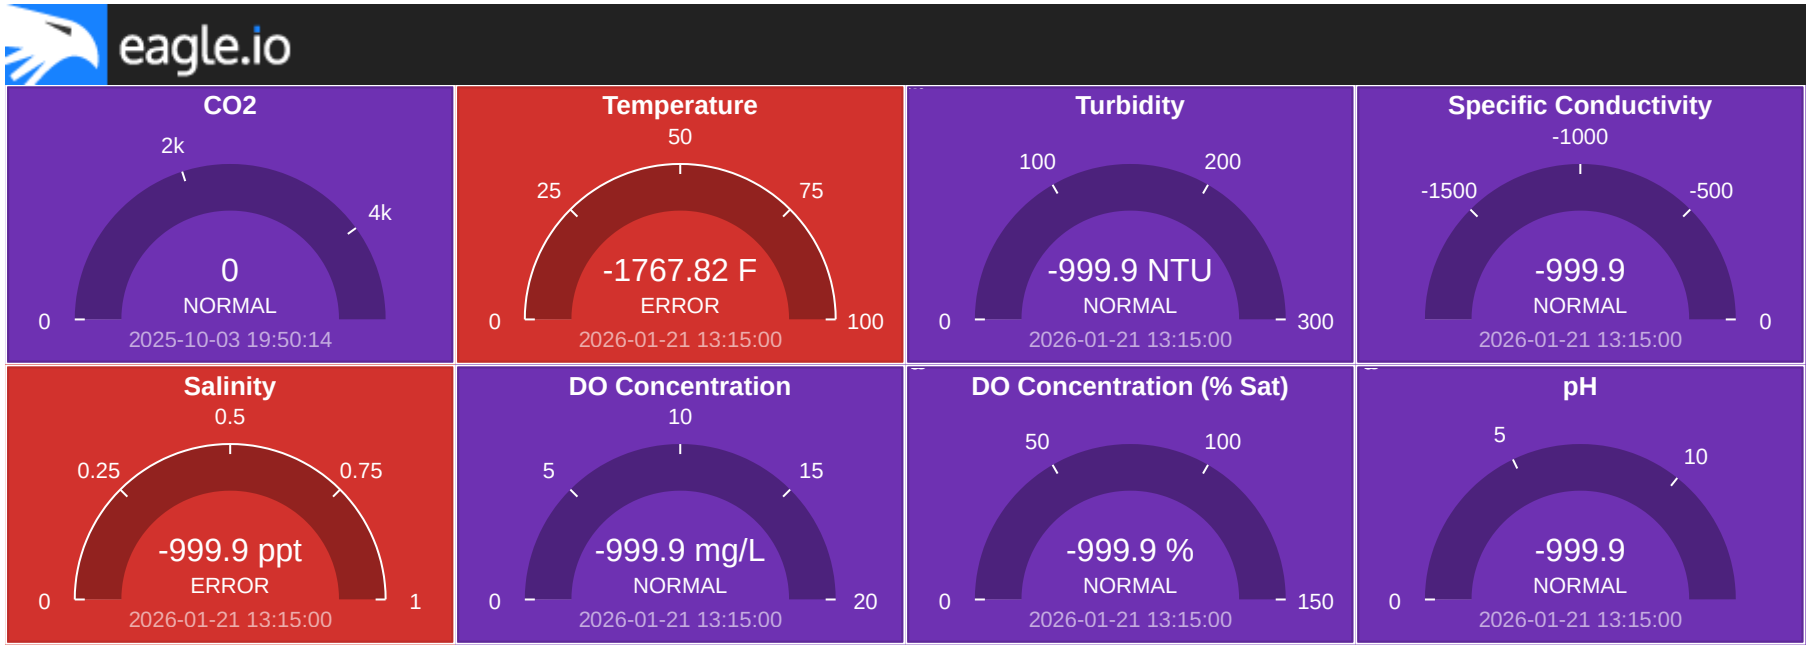 eagle.io
CO2
2k
4k
0
0
NORMAL
2025-10-03 19:50:14
Temperature
50
25
75
-1767.82 F
ERROR
0
100
2026-01-21 13:15:00
Turbidity
100
200
-999.9 NTU
NORMAL
0
300
2026-01-21 13:15:00
Specific Conductivity
-1000
-1500
-500
-999.9
NORMAL
0
2026-01-21 13:15:00
Salinity
0.5
0.25
0.75
-999.9 ppt
ERROR
0
1
2026-01-21 13:15:00
DO Concentration
10
5
15
-999.9 mg/L
NORMAL
0
20
2026-01-21 13:15:00
DO Concentration (% Sat)
50
100
-999.9 %
NORMAL
0
150
2026-01-21 13:15:00
pH
5
10
-999.9
NORMAL
0
2026-01-21 13:15:00